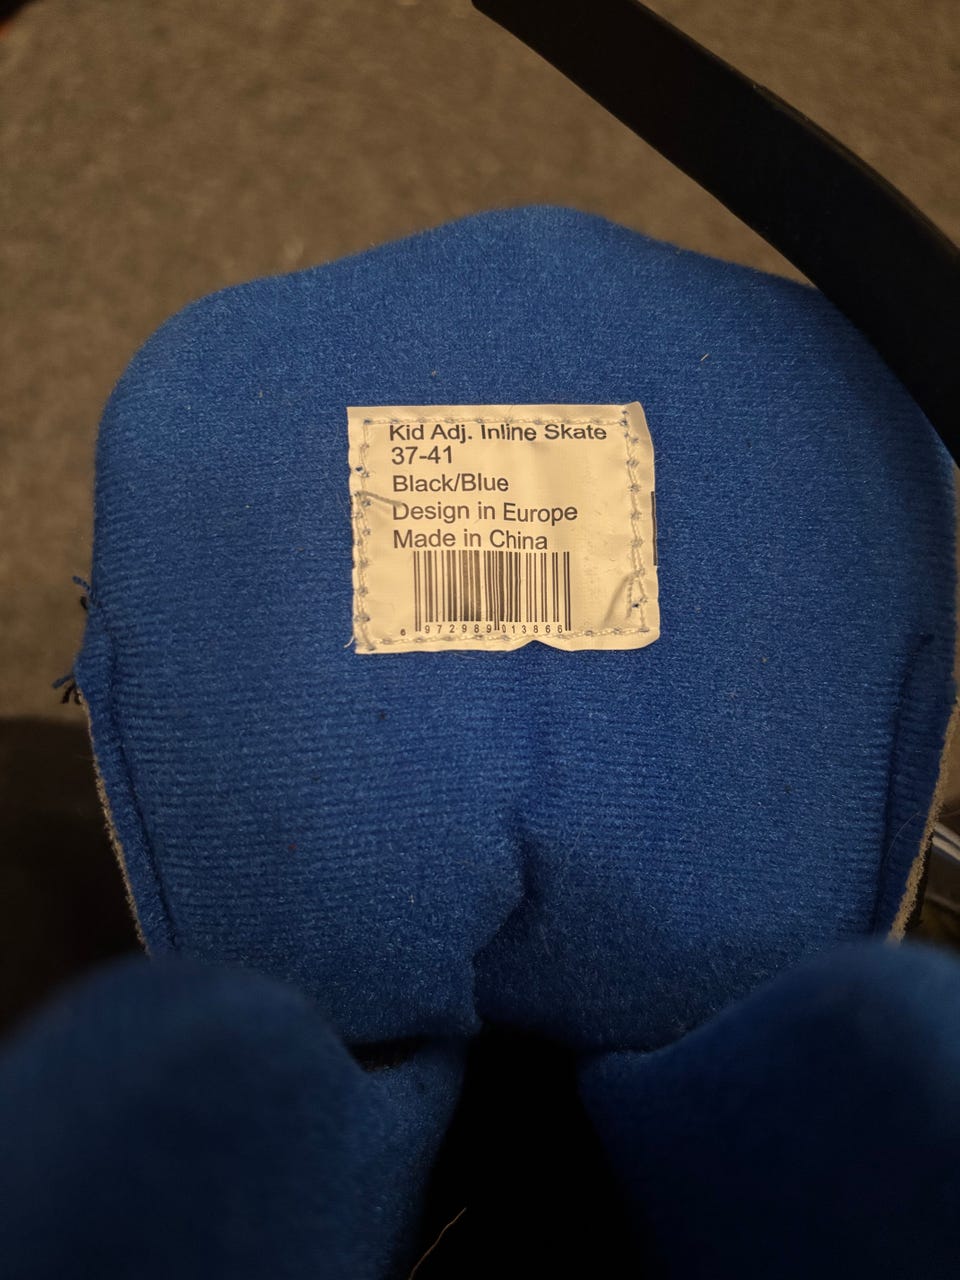 Kid Adj. Inline Skate
37-41
Black/Blue
Design in Europe
Made in China
6 972989 013866